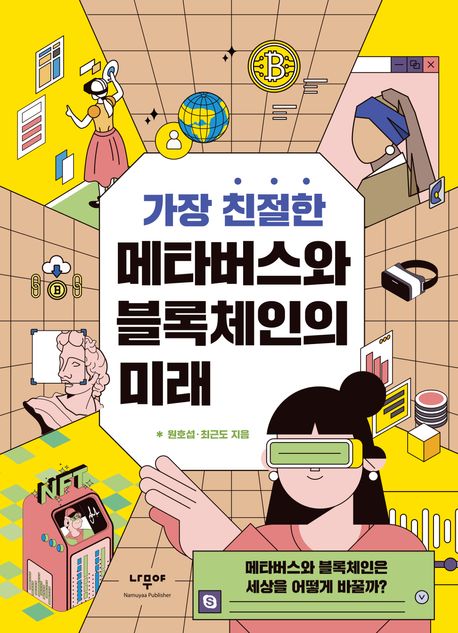 가장 친절한
메타버스와
블록체인의
미래
* 원호섭·최근도 지음
NFT
나무야
Namuyaa Publisher
메타버스와 블록체인은
세상을 어떻게 바꿀까?
S